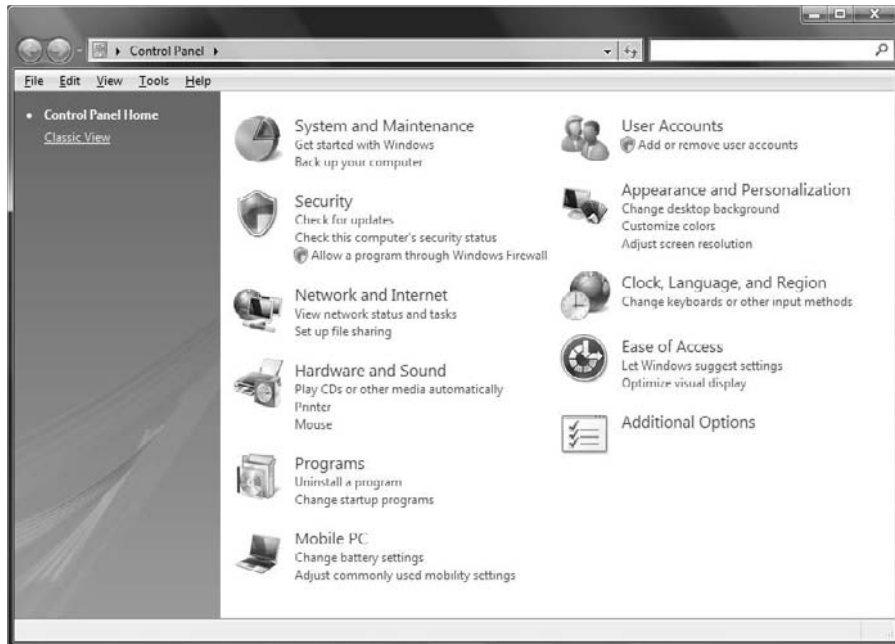 Control Panel
File Edit View Tools Help
Control Panel Home
Classic View
System and Maintenance
Get started with Windows
Back up your computer
Security
Check for updates
Check this computer's security status
Allow a program through Windows Firewall
Network and Internet
View network status and tasks
Set up file sharing
Hardware and Sound
Play CDs or other media automatically
Printer
Mouse
Programs
Uninstall a program
Change startup programs
Mobile PC
Change battery settings
Adjust commonly used mobility settings
User Accounts
Add or remove user accounts
Appearance and Personalization
Change desktop background
Customize colors
Adjust screen resolution
Clock, Language, and Region
Change keyboards or other input methods
Ease of Access
Let Windows suggest settings
Optimize visual display
Additional Options